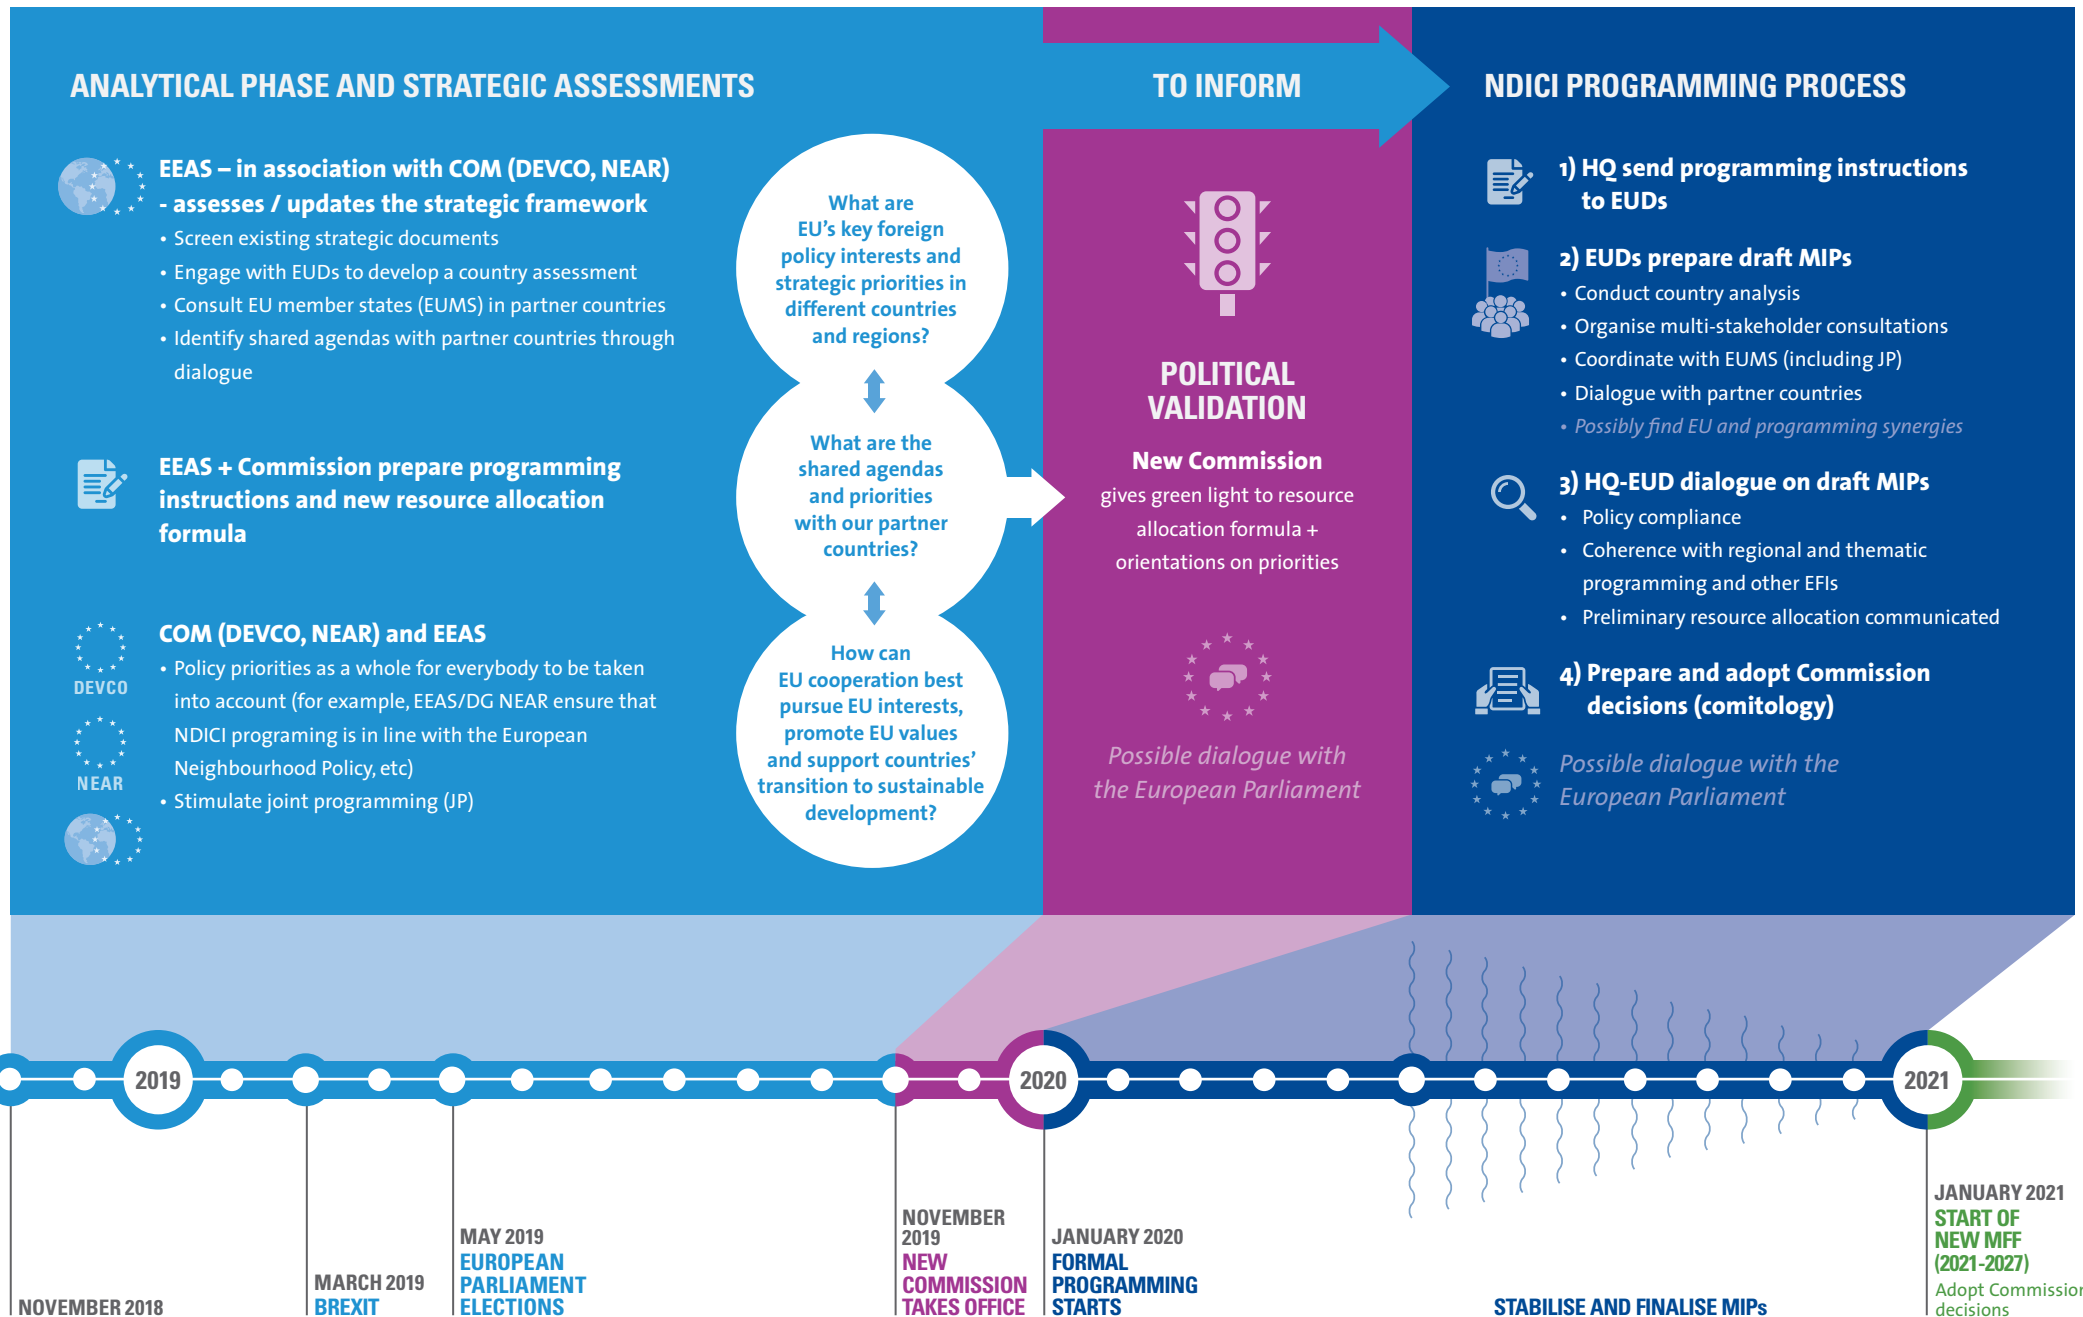 ANALYTICAL PHASE AND STRATEGIC ASSESSMENTS
EEAS – in association with COM (DEVCO, NEAR)
- assesses / updates the strategic framework
• Screen existing strategic documents
• Engage with EUDs to develop a country assessment
• Consult EU member states (EUMS) in partner countries
• Identify shared agendas with partner countries through
dialogue
EEAS + Commission prepare programming
instructions and new resource allocation
formula
DEVCO
NEAR
COM (DEVCO, NEAR) and EEAS
• Policy priorities as a whole for everybody to be taken
into account (for example, EEAS/DG NEAR ensure that
NDICI programing is in line with the European
Neighbourhood Policy, etc)
• Stimulate joint programming (JP)
What are
EU's key foreign
policy interests and
strategic priorities in
different countries
and regions?
What are the
shared agendas
and priorities
with our partner
countries?
How can
EU cooperation best
pursue EU interests,
promote EU values
and support countries'
transition to sustainable
development?
TO INFORM
POLITICAL
VALIDATION
New Commission
gives green light to resource
allocation formula +
orientations on priorities
Possible dialogue with
the European Parliament
NDICI PROGRAMMING PROCESS
1) HQ send programming instructions
to EUDs
2) EUDs prepare draft MIPs
• Conduct country analysis
• Organise multi-stakeholder consultations
• Coordinate with EUMS (including JP)
• Dialogue with partner countries
• Possibly find EU and programming synergies
3) HQ-EUD dialogue on draft MIPs
• Policy compliance
• Coherence with regional and thematic
programming and other EFIs
• Preliminary resource allocation communicated
4) Prepare and adopt Commission
decisions (comitology)
Possible dialogue with the
European Parliament
2019
2020
2021
NOVEMBER 2018
MARCH 2019
BREXIT
MAY 2019
EUROPEAN
PARLIAMENT
ELECTIONS
NOVEMBER
2019
NEW
COMMISSION
TAKES OFFICE
JANUARY 2020
FORMAL
PROGRAMMING
STARTS
STABILISE AND FINALISE MIPs
JANUARY 2021
START OF
NEW MFF
(2021-2027)
Adopt Commission
decisions